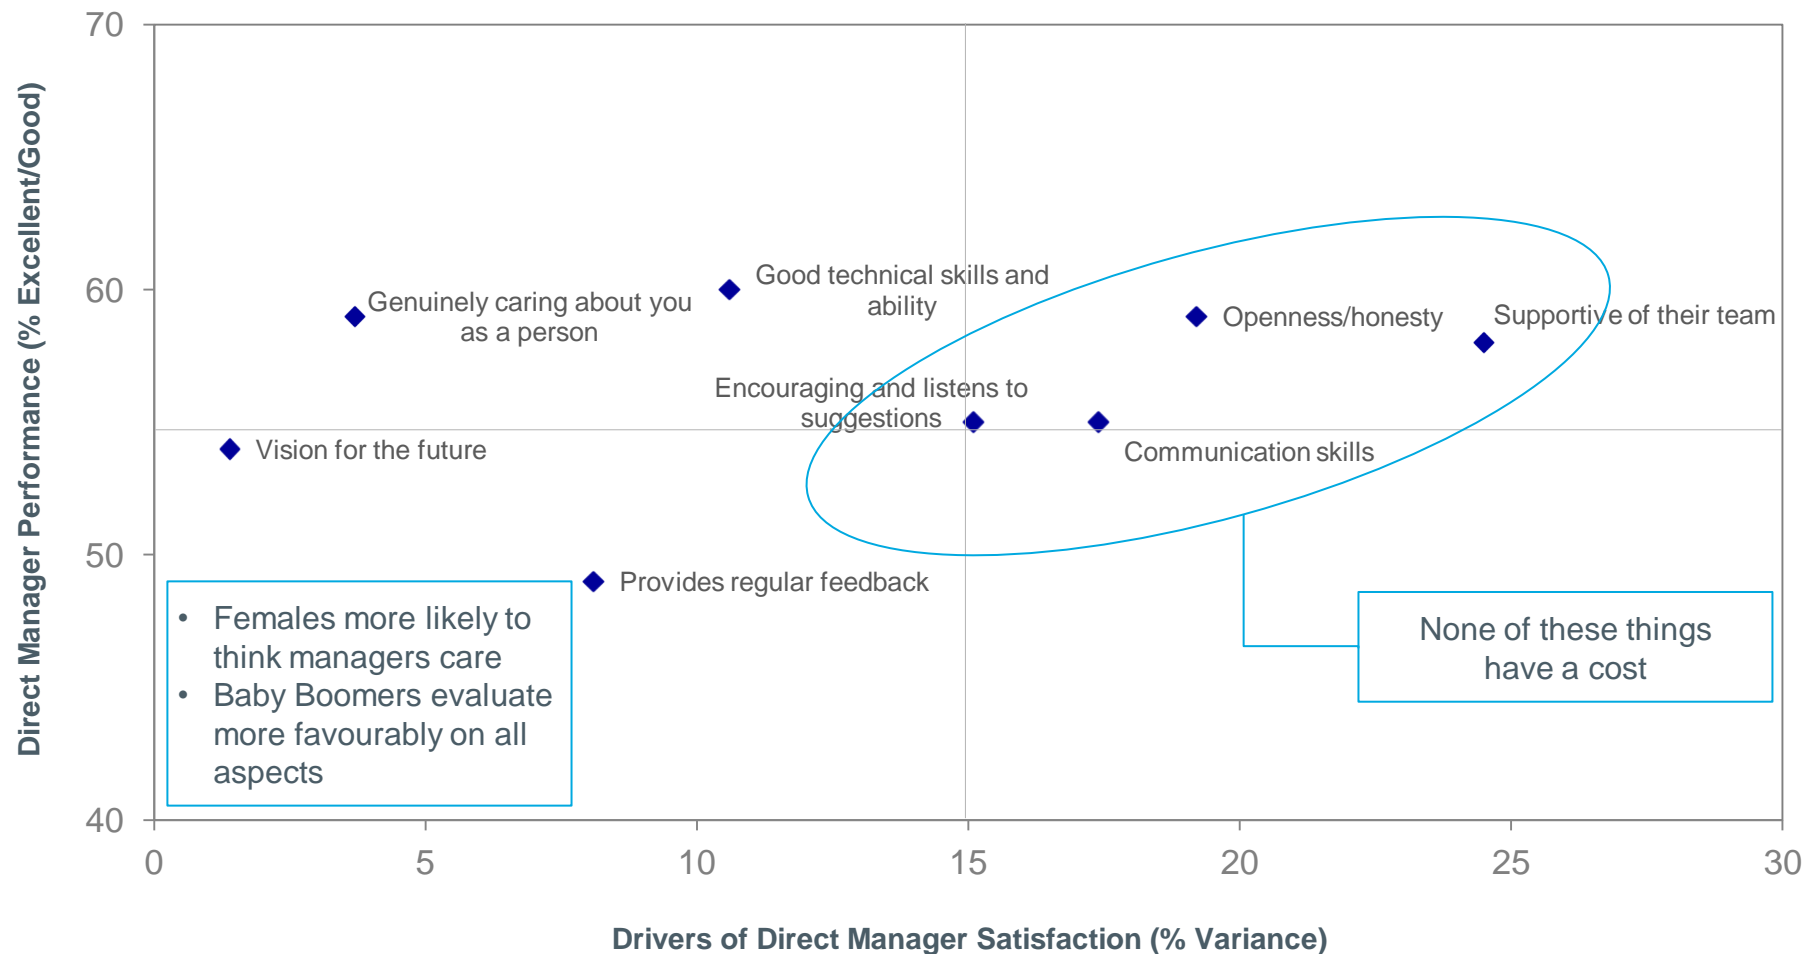 70
60
50
40
Direct Manager Performance (% Excellent/Good)
Genuinely caring about you
as a person
Good technical skills and
ability
Openness/honesty
Supportive of their team
Encouraging and listens to
suggestions
Communication skills
Vision for the future
Provides regular feedback
• Females more likely to
think managers care
• Baby Boomers evaluate
more favourably on all
aspects
None of these things
have a cost
0 5 10 15 20 25 30
Drivers of Direct Manager Satisfaction (% Variance)